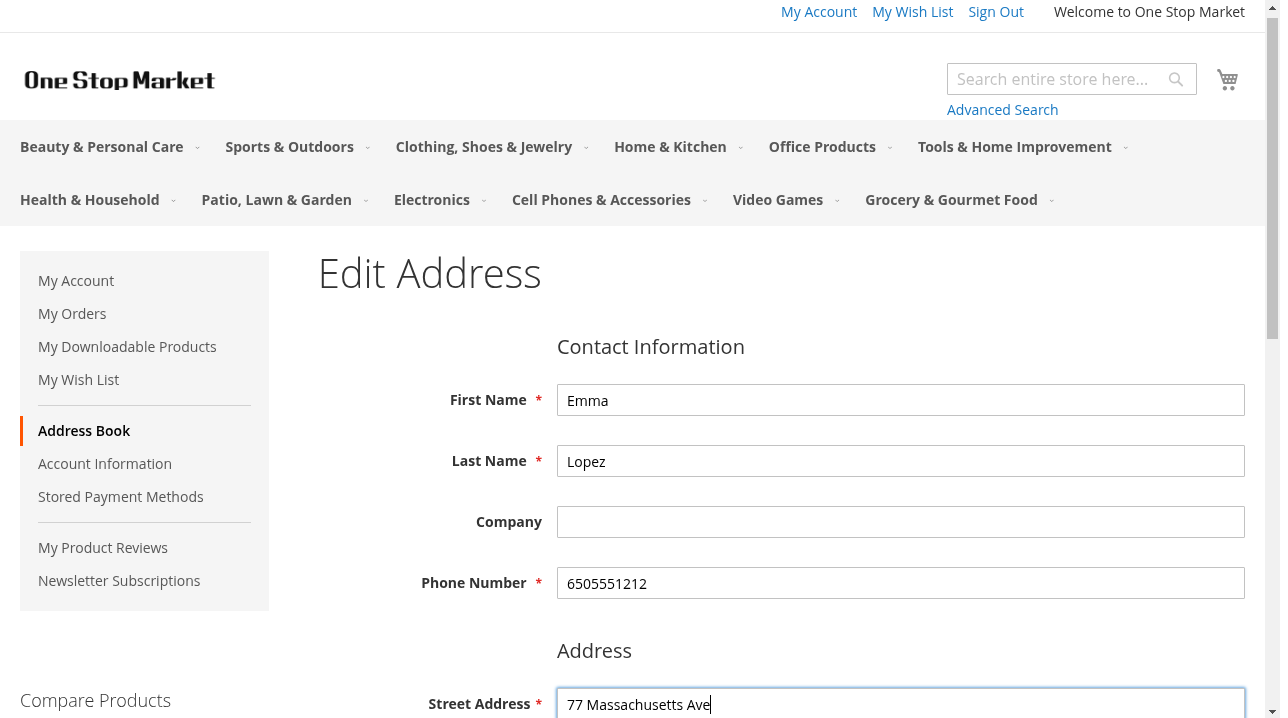 My Account My Wish List Sign Out Welcome to One Stop Market
One Stop Market
Search entire store here...
Advanced Search
Beauty & Personal Care Sports & Outdoors Clothing, Shoes & Jewelry Home & Kitchen Office Products Tools & Home Improvement
Health & Household Patio, Lawn & Garden Electronics Cell Phones & Accessories Video Games Grocery & Gourmet Food
My Account
My Orders
My Downloadable Products
My Wish List
Address Book
Account Information
Stored Payment Methods
My Product Reviews
Newsletter Subscriptions
Compare Products
Edit Address
Contact Information
First Name * Emma
Last Name * Lopez
Company
Phone Number * 6505551212
Address
Street Address * 77 Massachusetts Ave